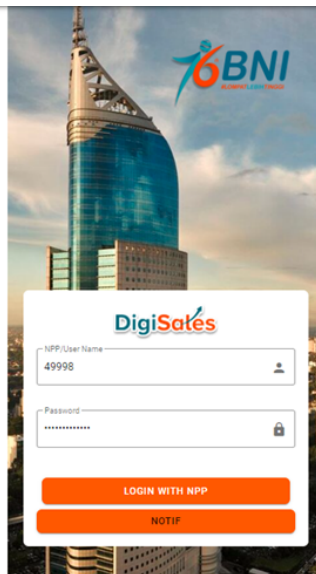 76BNI
DigiSales
NPP/User Name
49998
Password
•••••••••••••
LOGIN WITH NPP
NOTIF